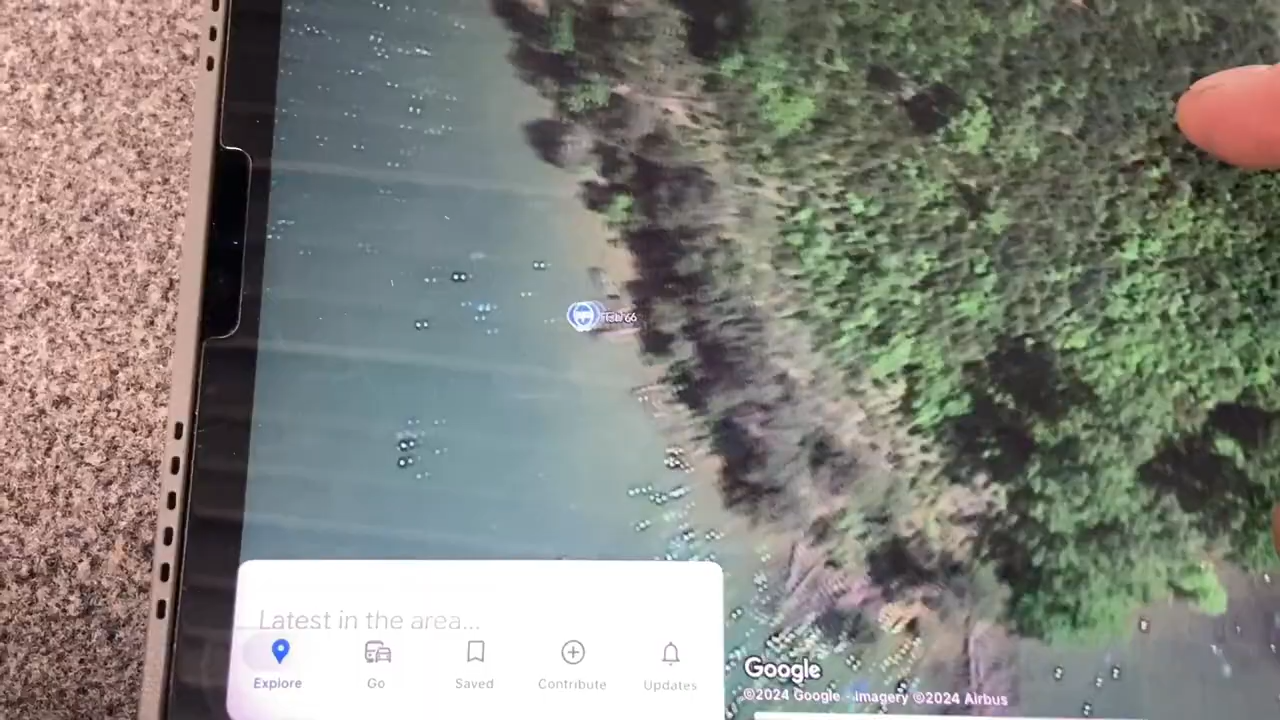 Latest in the area...
Explore
Go
Saved
Contribute
Updates
Google
©2024 Google - Imagery ©2024 Airbus